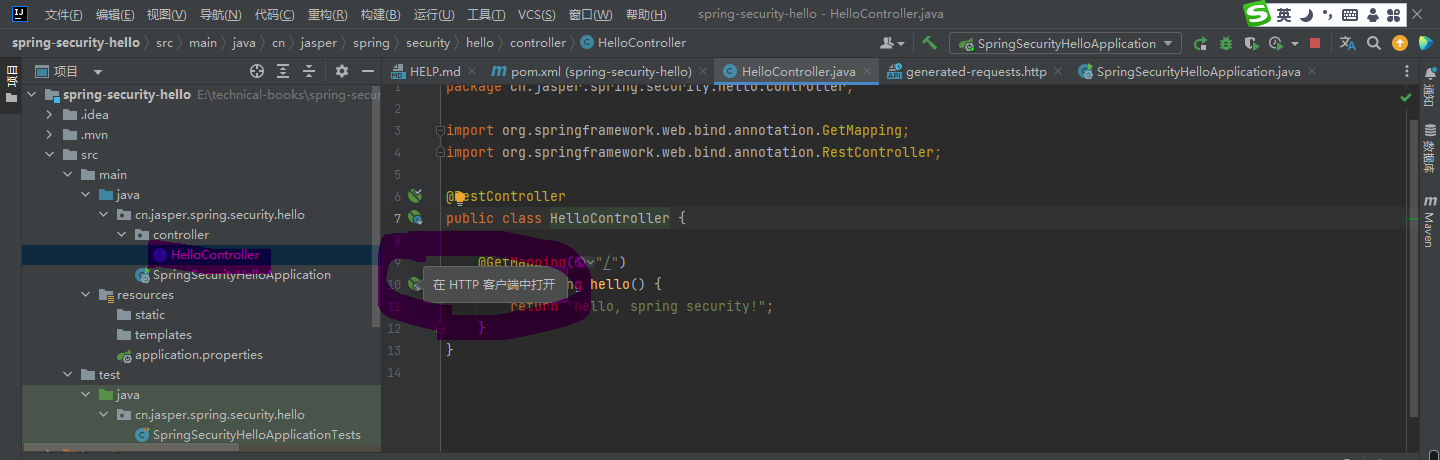 文件(F) 编辑(E) 视图(V) 导航(N) 代码(C) 重构(R) 构建(B) 运行(U) 工具(T) VCS(S) 窗口(W) 帮助(H) spring-security-hello - HelloController.java 英
spring-security-hello src main java cn jasper spring security hello controller HelloController SpringSecurityHelloApplication
项目 HELP.md pom.xml (spring-security-hello) HelloController.java generated-requests.http SpringSecurityHelloApplication.java
项目
通知
数据库
Maven
spring-security-hello E:\technical-books\spring-secur
.idea
.mvn
src
main
java
cn.jasper.spring.security.hello
controller
HelloController
SpringSecurityHelloApplication
resources
static
templates
application.properties
test
java
cn.jasper.spring.security.hello
SpringSecurityHelloApplicationTests
1 package cn.jasper.spring.security.hello.controller;
2
3 import org.springframework.web.bind.annotation.GetMapping;
4 import org.springframework.web.bind.annotation.RestController;
5
6 @RestController
7 public class HelloController {
8
9 @GetMapping("/")
10 hello() {
在 HTTP 客户端中打开
11 return "hello, spring security!";
12 }
13 }
14